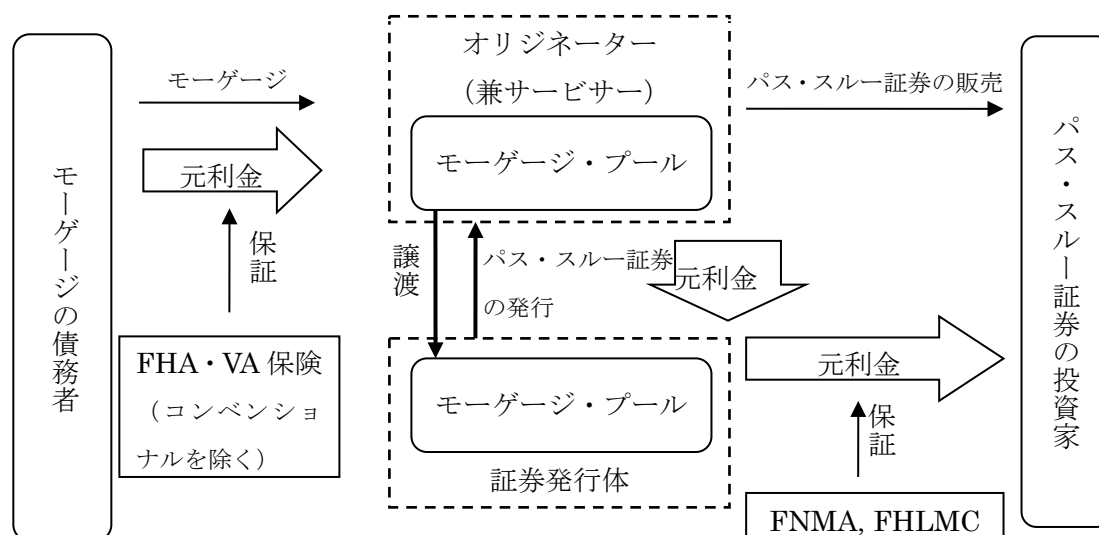 モーゲージの債務者
モーゲージ
元利金
保証
FHA・VA 保険
（コンベンショ
ナルを除く）
オリジネーター
（兼サービサー）
モーゲージ・プール
譲渡
パス・スルー証券
の発行
元利金
モーゲージ・プール
証券発行体
パス・スルー証券の販売
元利金
保証
FNMA, FHLMC
パス・スルー証券の投資家